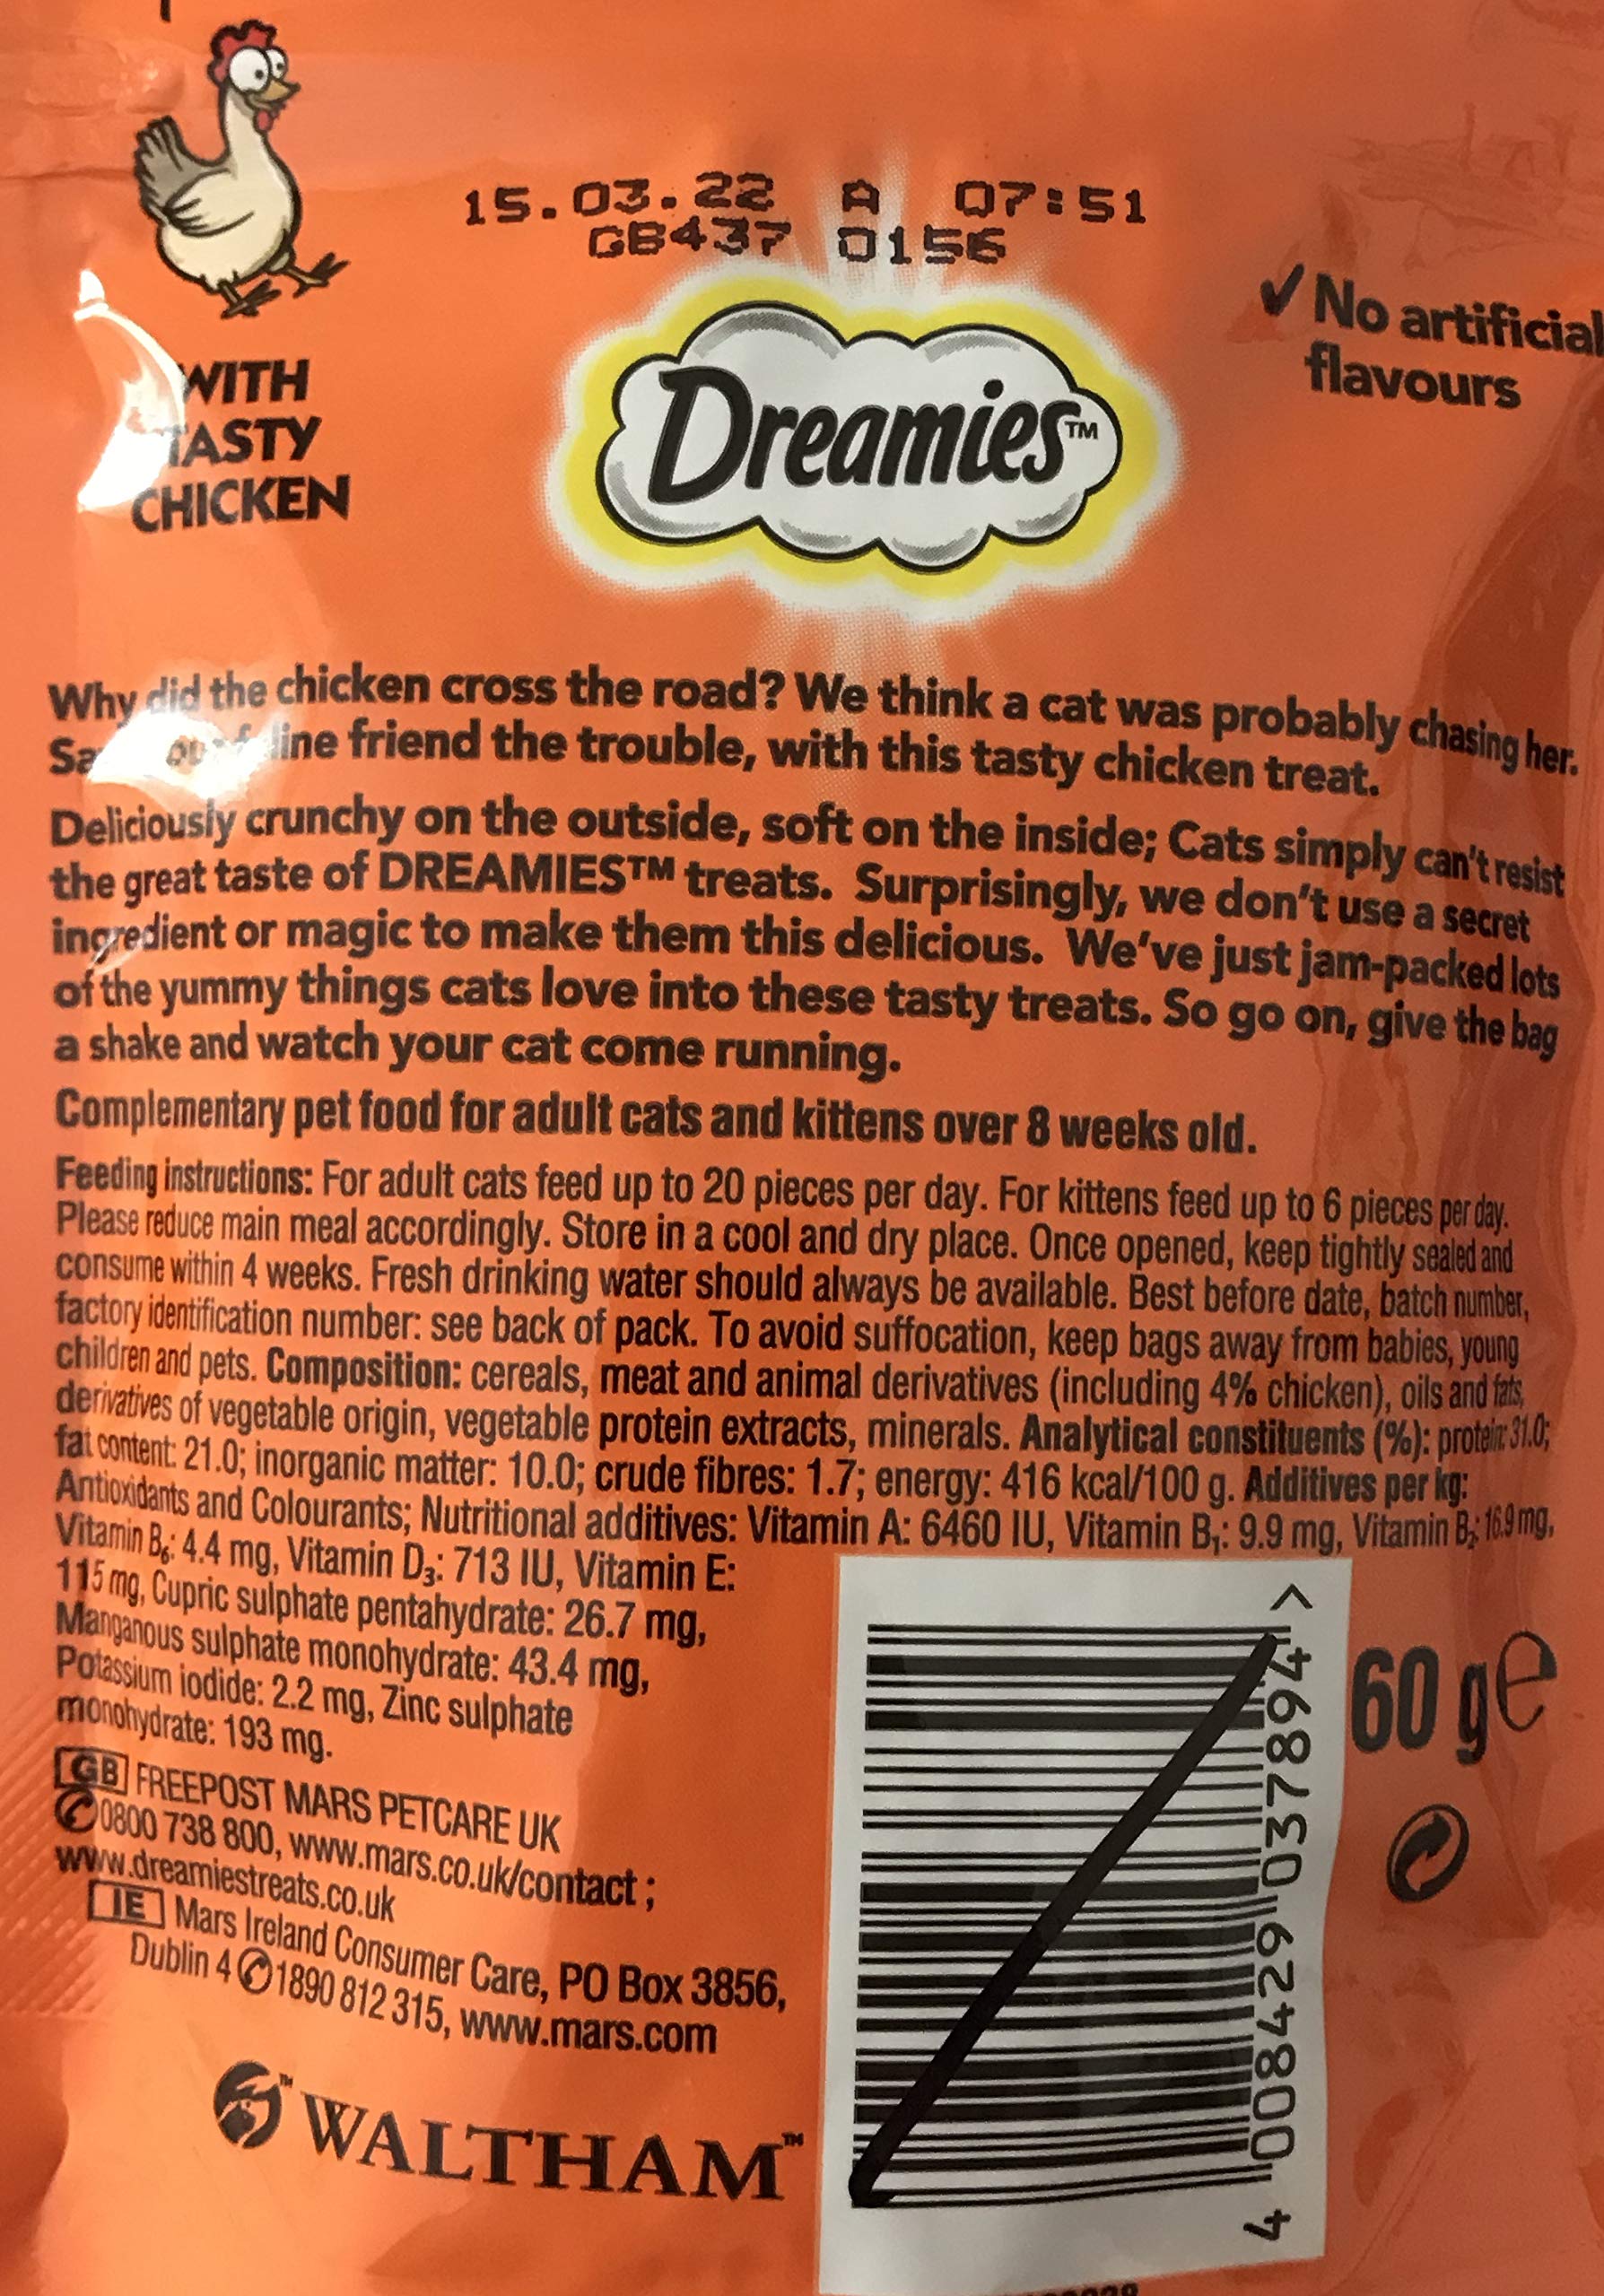 15.03.22 A 07:51
GB437 0156
✓ No artificial
flavours
WITH
TASTY
CHICKEN
Dreamies™
Why did the chicken cross the road? We think a cat was probably chasing her.
friend the trouble, with this tasty chicken treat.
Deliciously crunchy on the outside, soft on the inside; Cats simply can't resist
the great taste of DREAMIES™ treats. Surprisingly, we don't use a secret
ingredient or magic to make them this delicious. We've just jam-packed lots
of the yummy things cats love into these tasty treats. So go on, give the bag
a shake and watch your cat come running.
Complementary pet food for adult cats and kittens over 8 weeks old.
Feeding instructions: For adult cats feed up to 20 pieces per day. For kittens feed up to 6 pieces per day.
Please reduce main meal accordingly. Store in a cool and dry place. Once opened, keep tightly sealed and
consume within 4 weeks. Fresh drinking water should always be available. Best before date, batch number,
factory identification number: see back of pack. To avoid suffocation, keep bags away from babies, young
children and pets. Composition: cereals, meat and animal derivatives (including 4% chicken), oils and fats,
derivatives of vegetable origin, vegetable protein extracts, minerals. Analytical constituents (%): protein: 31.0;
fat content: 21.0; inorganic matter: 10.0; crude fibres: 1.7; energy: 416 kcal/100 g. Additives per kg:
Antioxidants and Colourants; Nutritional additives: Vitamin A: 6460 IU, Vitamin B₁: 9.9 mg, Vitamin B₂: 16.9 mg,
Vitamin B₆: 4.4 mg, Vitamin D₃: 713 IU, Vitamin E:
115 mg, Cupric sulphate pentahydrate: 26.7 mg,
Manganous sulphate monohydrate: 43.4 mg,
Potassium iodide: 2.2 mg, Zinc sulphate
monohydrate: 193 mg.
GB FREEPOST MARS PETCARE UK
✆0800 738 800, www.mars.co.uk/contact ;
www.dreamiestreats.co.uk
IE Mars Ireland Consumer Care, PO Box 3856,
Dublin 4 ✆1890 812 315, www.mars.com
™ WALTHAM™
4 008429 037894 >
60 g e